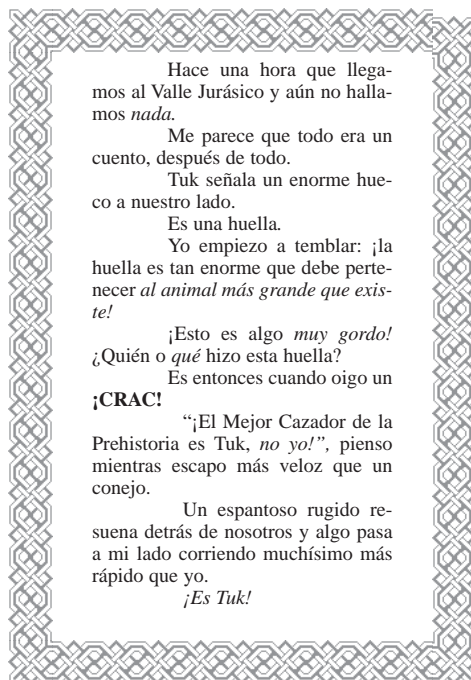 Hace una hora que llega-
mos al Valle Jurásico y aún no halla-
mos nada.
Me parece que todo era un
cuento, después de todo.
Tuk señala un enorme hue-
co a nuestro lado.
Es una huella.
Yo empiezo a temblar: ¡la
huella es tan enorme que debe perte-
necer al animal más grande que exis-
te!
¡Esto es algo muy gordo!
¿Quién o qué hizo esta huella?
Es entonces cuando oigo un
¡CRAC!
“¡El Mejor Cazador de la
Prehistoria es Tuk, no yo!”, pienso
mientras escapo más veloz que un
conejo.
Un espantoso rugido re-
suena detrás de nosotros y algo pasa
a mi lado corriendo muchísimo más
rápido que yo.
¡Es Tuk!